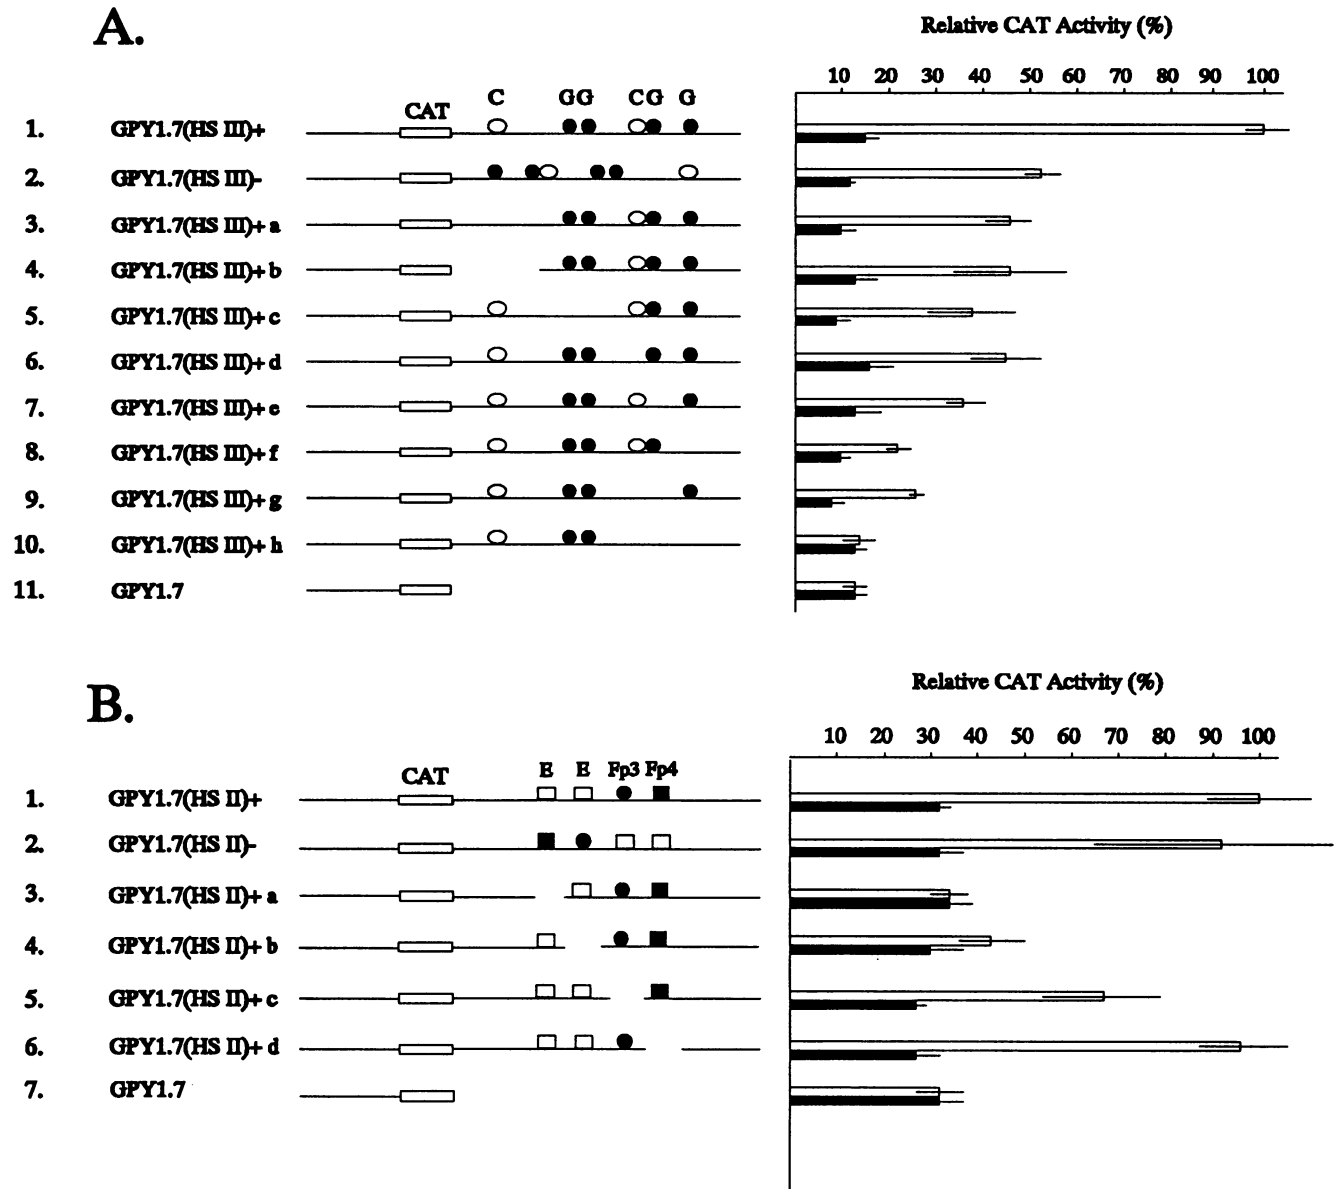 A.
Relative CAT Activity (%)
10 20 30 40 50 60 70 80 90 100
CAT C GG CG G
1. GPY1.7(HS III)+
2. GPY1.7(HS III)-
3. GPY1.7(HS III)+ a
4. GPY1.7(HS III)+ b
5. GPY1.7(HS III)+ c
6. GPY1.7(HS III)+ d
7. GPY1.7(HS III)+ e
8. GPY1.7(HS III)+ f
9. GPY1.7(HS III)+ g
10. GPY1.7(HS III)+ h
11. GPY1.7
B.
Relative CAT Activity (%)
10 20 30 40 50 60 70 80 90 100
CAT E E Fp3 Fp4
1. GPY1.7(HS II)+
2. GPY1.7(HS II)-
3. GPY1.7(HS II)+ a
4. GPY1.7(HS II)+ b
5. GPY1.7(HS II)+ c
6. GPY1.7(HS II)+ d
7. GPY1.7